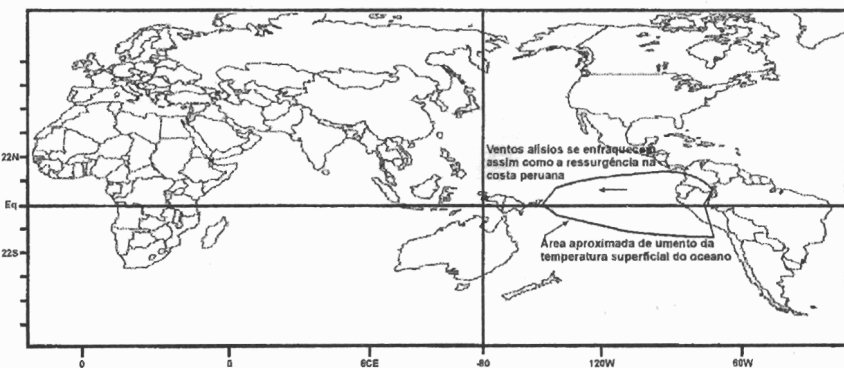 Ventos alísios se enfraquecem
assim como a ressurgência na
costa peruana
22N
Eq
22S
Área aproximada de umento da
temperatura superficial do oceano
0 0 6CE -80 120W 60W